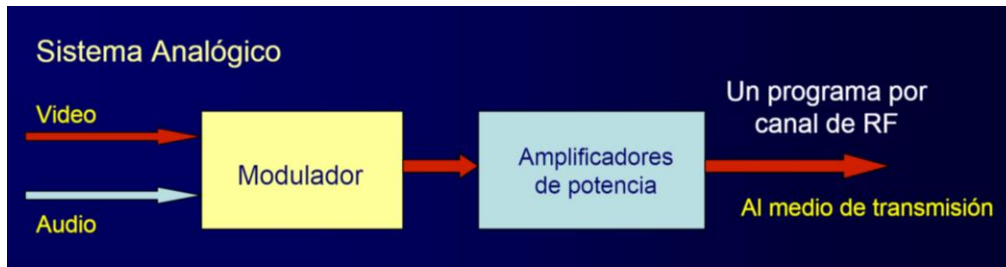 Sistema Analógico
Video
Audio
Modulador
Amplificadores
de potencia
Un programa por
canal de RF
Al medio de transmisión